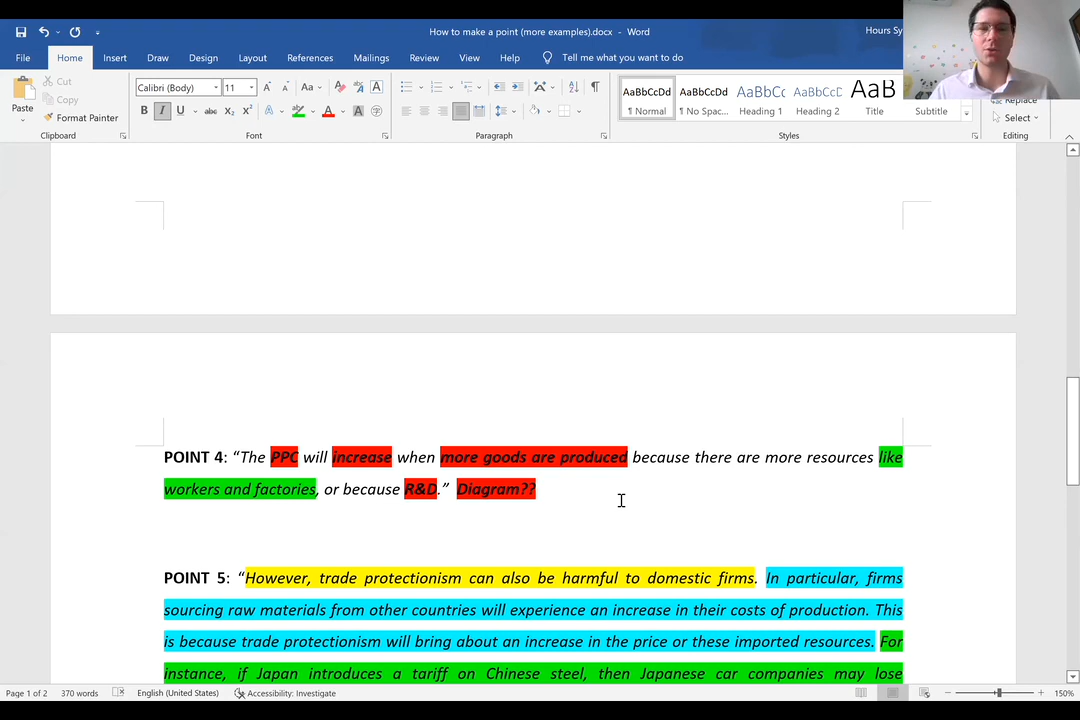 How to make a point (more examples).docx - Word
Hours Sy
File Home Insert Draw Design Layout References Mailings Review View Help Tell me what you want to do
Paste
Cut
Copy
Format Painter
Calibri (Body) 11
Replace
Select
AaBbCcDd AaBbCcDd AaBbCc AaBbCcD AaB AaBbCcD
Normal No Spac... Heading 1 Heading 2 Title Subtitle
Clipboard Font Paragraph Styles Editing
POINT 4: “The PPC will increase when more goods are produced because there are more resources like
workers and factories, or because R&D.” Diagram??
POINT 5: “However, trade protectionism can also be harmful to domestic firms. In particular, firms
sourcing raw materials from other countries will experience an increase in their costs of production. This
is because trade protectionism will bring about an increase in the price or these imported resources. For
instance, if Japan introduces a tariff on Chinese steel, then Japanese car companies may lose
Page 1 of 2 370 words English (United States) Accessibility: Investigate 150%